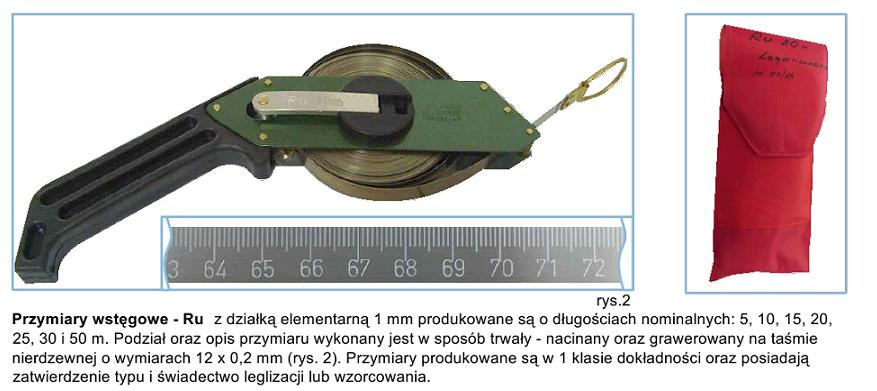 Ru
Ru
3 64 65 66 67 68 69 70 71 72
rys.2
Przymiary wstęgowe - Ru z działką elementarną 1 mm produkowane są o długościach nominalnych: 5, 10, 15, 20,
25, 30 i 50 m. Podział oraz opis przymiaru wykonany jest w sposób trwały - nacinany oraz grawerowany na taśmie
nierdzewnej o wymiarach 12 x 0,2 mm (rys. 2). Przymiary produkowane są w 1 klasie dokładności oraz posiadają
zatwierdzenie typu i świadectwo leglizacji lub wzorcowania.